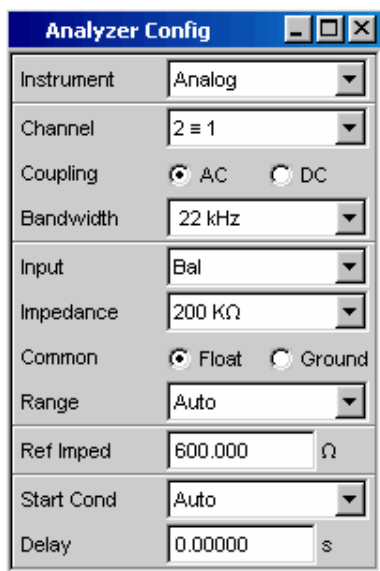 Analyzer Config
Instrument Analog
Channel 2 ≡ 1
Coupling AC DC
Bandwidth 22 kHz
Input Bal
Impedance 200 KΩ
Common Float Ground
Range Auto
Ref Imped 600.000 Ω
Start Cond Auto
Delay 0.00000 s